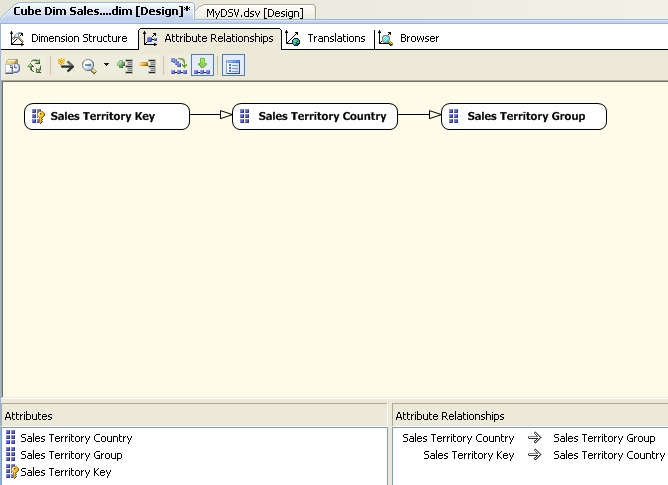 Cube Dim Sales....dim [Design]* MyDSV.dsv [Design]
Dimension Structure Attribute Relationships Translations Browser
Sales Territory Key Sales Territory Country Sales Territory Group
Attributes
Sales Territory Country
Sales Territory Group
Sales Territory Key
Attribute Relationships
Sales Territory Country Sales Territory Group
Sales Territory Key Sales Territory Country